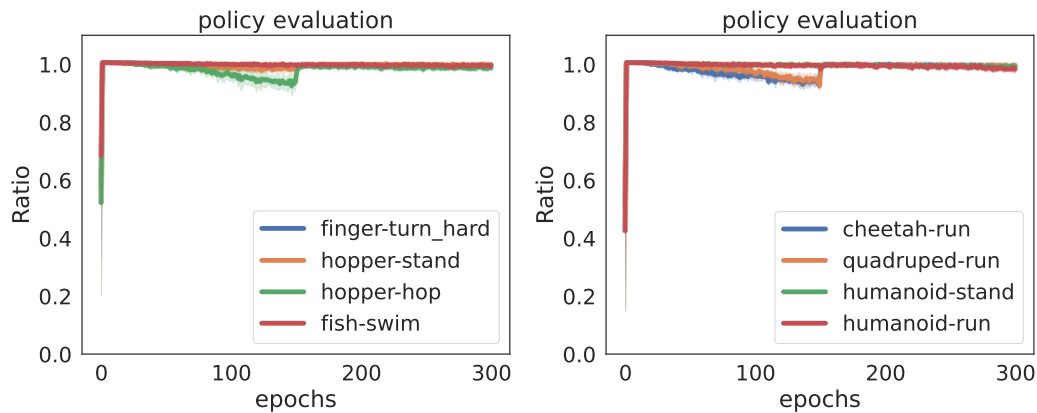 policy evaluation
Ratio
1.0
0.8
0.6
0.4
0.2
0.0
finger-turn_hard
hopper-stand
hopper-hop
fish-swim
0 100 200 300
epochs
policy evaluation
Ratio
1.0
0.8
0.6
0.4
0.2
0.0
cheetah-run
quadruped-run
humanoid-stand
humanoid-run
0 100 200 300
epochs